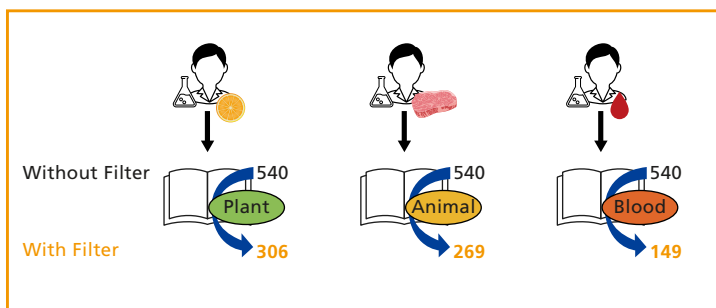 Without Filter 540 540 540
Plant Animal Blood
With Filter 306 269 149